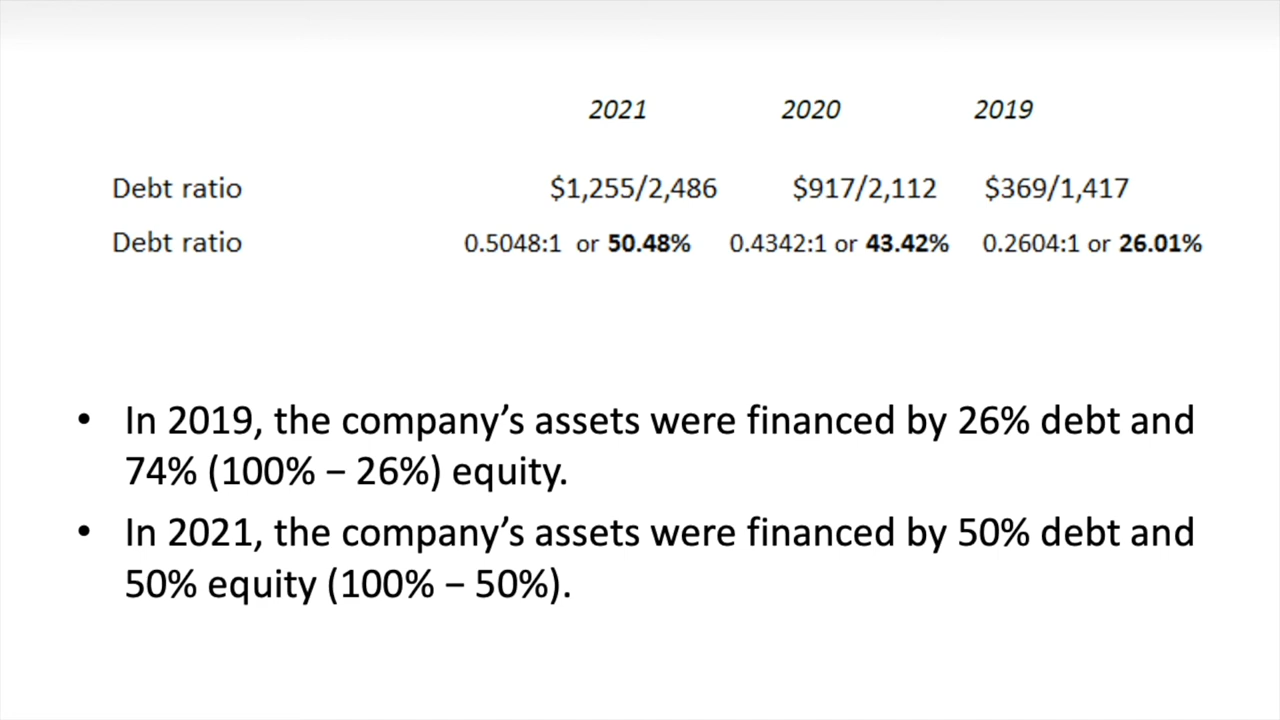 2021 2020 2019
Debt ratio $1,255/2,486 $917/2,112 $369/1,417
Debt ratio 0.5048:1 or 50.48% 0.4342:1 or 43.42% 0.2604:1 or 26.01%
• In 2019, the company’s assets were financed by 26% debt and
74% (100% – 26%) equity.
• In 2021, the company’s assets were financed by 50% debt and
50% equity (100% – 50%).